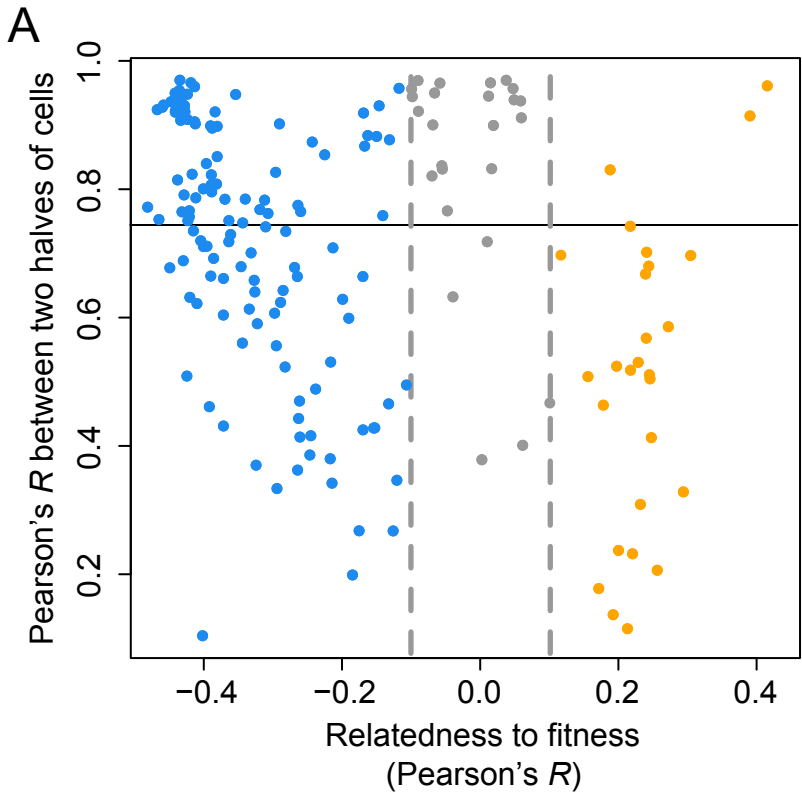 A
Pearson’s R between two halves of cells
1.0
0.8
0.6
0.4
0.2
−0.4 −0.2 0.0 0.2 0.4
Relatedness to fitness
(Pearson’s R)